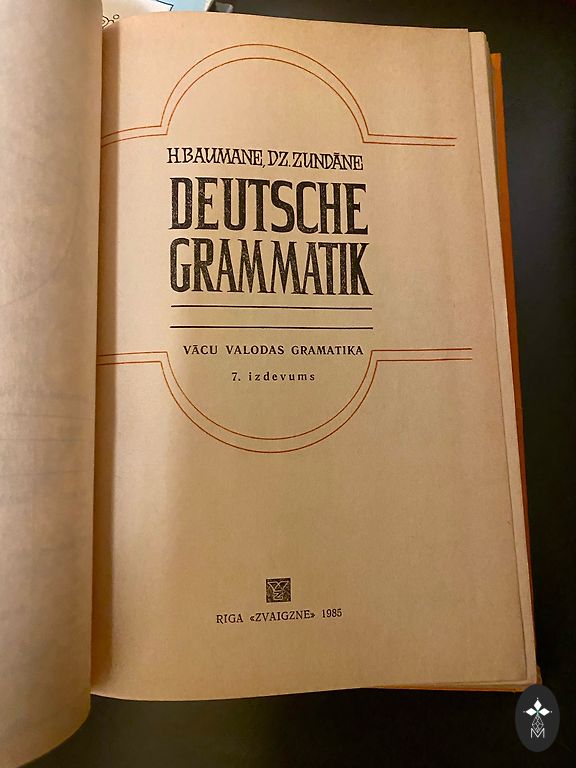 H. BAUMANE, DZ. ZUNDĀNE
DEUTSCHE
GRAMMATIK
VĀCU VALODAS GRAMATIKA
7. izdevums
RIGA «ZVAIGZNE» 1985
M